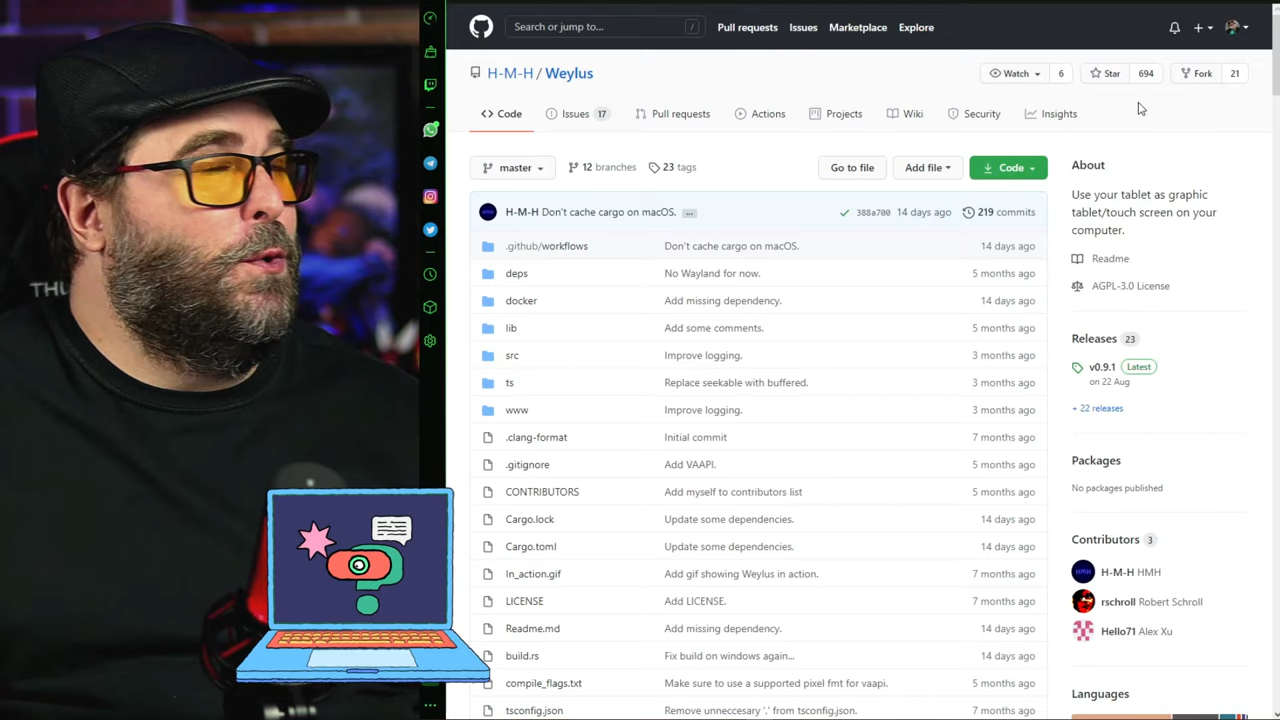 Search or jump to...
/
Pull requests
Issues
Marketplace
Explore
H-M-H / Weylus
Watch
6
Star
694
Fork
21
Code
Issues 17
Pull requests
Actions
Projects
Wiki
Security
Insights
master
12 branches
23 tags
Go to file
Add file
Code
H-M-H Don't cache cargo on macOS. ...
388a700 14 days ago
219 commits
.github/workflows Don't cache cargo on macOS. 14 days ago
deps No Wayland for now. 5 months ago
docker Add missing dependency. 14 days ago
lib Add some comments. 5 months ago
src Improve logging. 3 months ago
ts Replace seekable with buffered. 3 months ago
www Improve logging. 3 months ago
.clang-format Initial commit 7 months ago
.gitignore Add VAAPI. 5 months ago
CONTRIBUTORS Add myself to contributors list 5 months ago
Cargo.lock Update some dependencies. 14 days ago
Cargo.toml Update some dependencies. 14 days ago
In_action.gif Add gif showing Weylus in action. 7 months ago
LICENSE Add LICENSE. 7 months ago
Readme.md Add missing dependency. 14 days ago
build.rs Fix build on windows again... 14 days ago
compile_flags.txt Make sure to use a supported pixel fmt for vaapi. 5 months ago
tsconfig.json Remove unneccesary ',' from tsconfig.json. 7 months ago
About
Use your tablet as graphic
tablet/touch screen on your
computer.
Readme
AGPL-3.0 License
Releases 23
v0.9.1 Latest
on 22 Aug
+ 22 releases
Packages
No packages published
Contributors 3
H-M-H HMH
rschroll Robert Schroll
Hello71 Alex Xu
Languages
THU